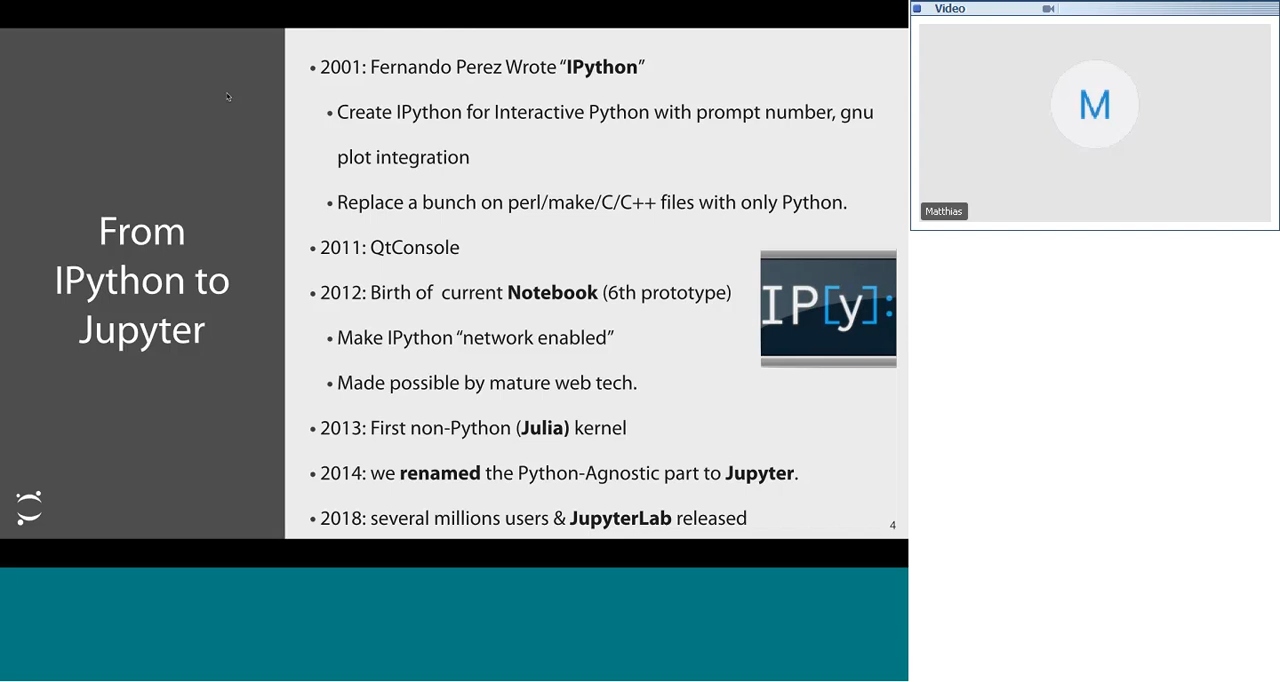 Video
M
Matthias
From
IPython to
Jupyter
• 2001: Fernando Perez Wrote “IPython”
• Create IPython for Interactive Python with prompt number, gnu
plot integration
• Replace a bunch on perl/make/C/C++ files with only Python.
• 2011: QtConsole
• 2012: Birth of current Notebook (6th prototype)
• Make IPython “network enabled”
• Made possible by mature web tech.
• 2013: First non-Python (Julia) kernel
• 2014: we renamed the Python-Agnostic part to Jupyter.
• 2018: several millions users & JupyterLab released
IP[y]:
4